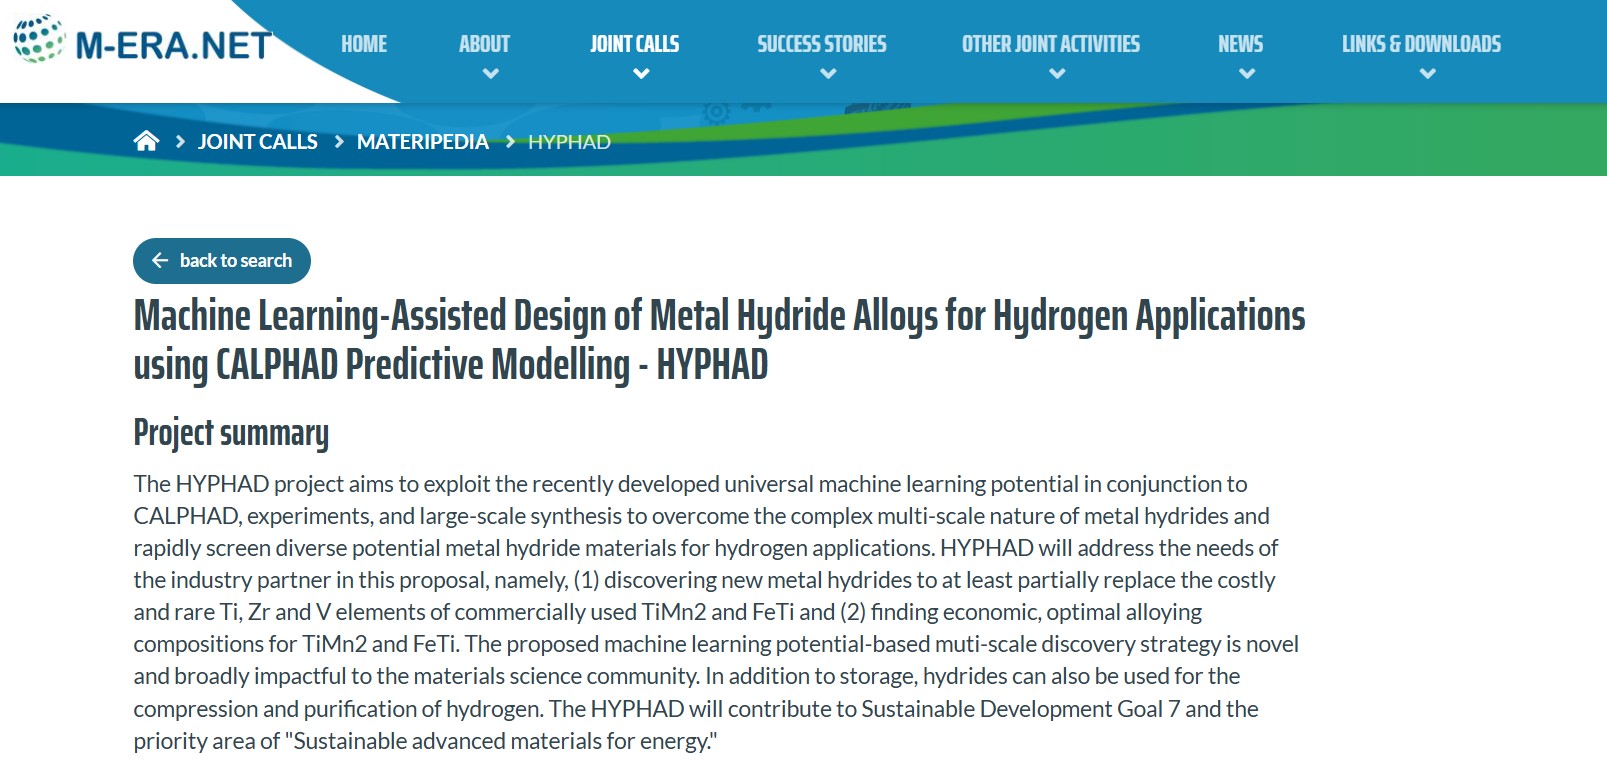 M-ERA.NET
HOME
ABOUT
JOINT CALLS
SUCCESS STORIES
OTHER JOINT ACTIVITIES
NEWS
LINKS & DOWNLOADS
JOINT CALLS
MATERIPEDIA
HYPHAD
back to search
Machine Learning-Assisted Design of Metal Hydride Alloys for Hydrogen Applications
using CALPHAD Predictive Modelling - HYPHAD
Project summary
The HYPHAD project aims to exploit the recently developed universal machine learning potential in conjunction to
CALPHAD, experiments, and large-scale synthesis to overcome the complex multi-scale nature of metal hydrides and
rapidly screen diverse potential metal hydride materials for hydrogen applications. HYPHAD will address the needs of
the industry partner in this proposal, namely, (1) discovering new metal hydrides to at least partially replace the costly
and rare Ti, Zr and V elements of commercially used TiMn2 and FeTi and (2) finding economic, optimal alloying
compositions for TiMn2 and FeTi. The proposed machine learning potential-based muti-scale discovery strategy is novel
and broadly impactful to the materials science community. In addition to storage, hydrides can also be used for the
compression and purification of hydrogen. The HYPHAD will contribute to Sustainable Development Goal 7 and the
priority area of "Sustainable advanced materials for energy."